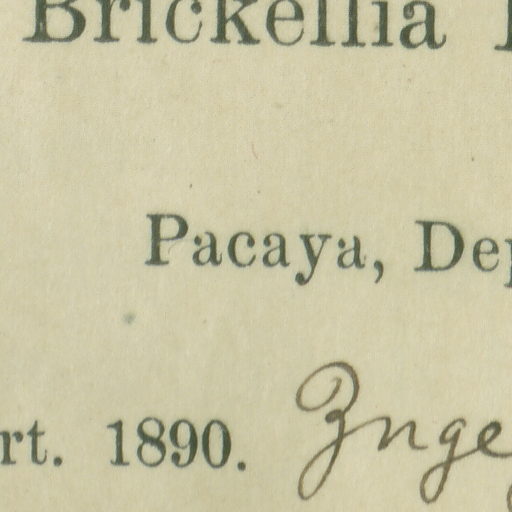 Brickellia
Pacaya, Dep
rt. 1890.